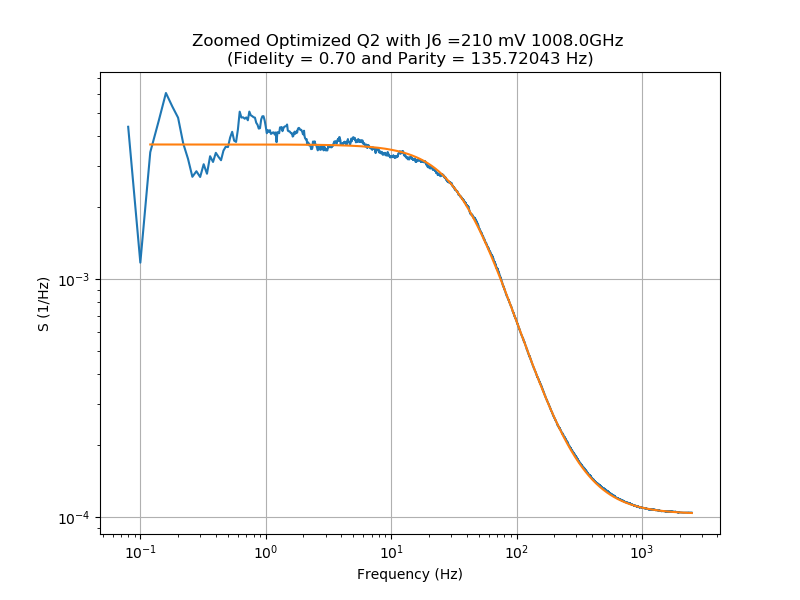 Zoomed Optimized Q2 with J6 =210 mV 1008.0GHz
(Fidelity = 0.70 and Parity = 135.72043 Hz)
S (1/Hz)
10⁻³
10⁻⁴
10⁻¹ 10⁰ 10¹ 10² 10³
Frequency (Hz)